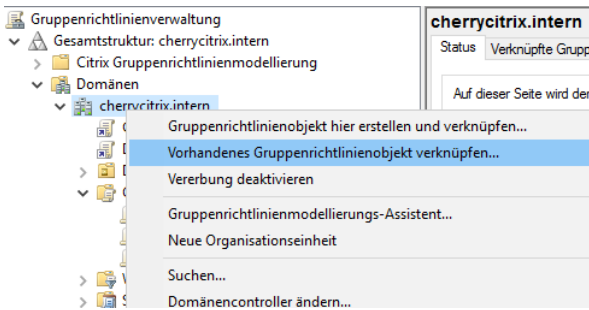 Gruppenrichtlinienverwaltung
Gesamtstruktur: cherrycitrix.intern
Citrix Gruppenrichtlinienmodellierung
Domänen
cherrycitrix.intern
Gruppenrichtlinienobjekt hier erstellen und verknüpfen...
Vorhandenes Gruppenrichtlinienobjekt verknüpfen...
Vererbung deaktivieren
Gruppenrichtlinienmodellierungs-Assistent...
Neue Organisationseinheit
Suchen...
Domänencontroller ändern...
cherrycitrix.intern
Status Verknüpfte Grupp
Auf dieser Seite wird der